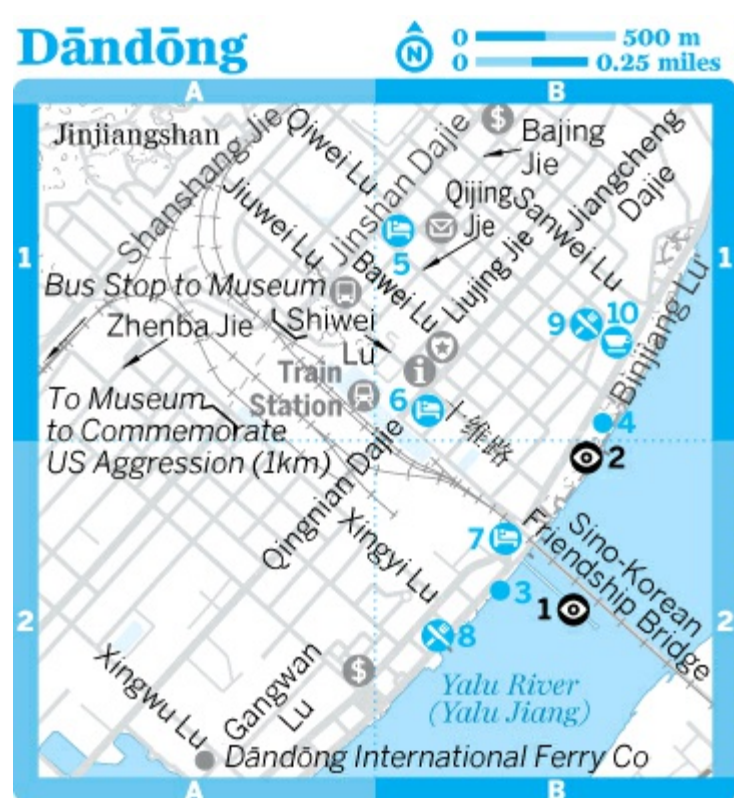 Dāndōng
N
0 500 m
0 0.25 miles
A B
Jinjiangshan
Shanshang Jie
Qiwei Lu
Jinshan Dajie
$
Bajing
Jie
Jiangcheng
Dajie
Jiuwei Lu
Qijing
Jie
Sanwei Lu
5
1
1
Bus Stop to Museum
Bawei Lu
Liujing Jie
Binjiang Lu
Zhenba Jie
Shiwei
Lu
9
10
Train
Station
i
6
十维路
4
To Museum
to Commemorate
US Aggression (1km)
2
Qingnian Dajie
Xingyi Lu
7
Sino-Korean
Friendship Bridge
3
1
2
2
8
Xingwu Lu
Gangwan
Lu
$
Yalu River
(Yalu Jiang)
Dāndōng International Ferry Co
A B